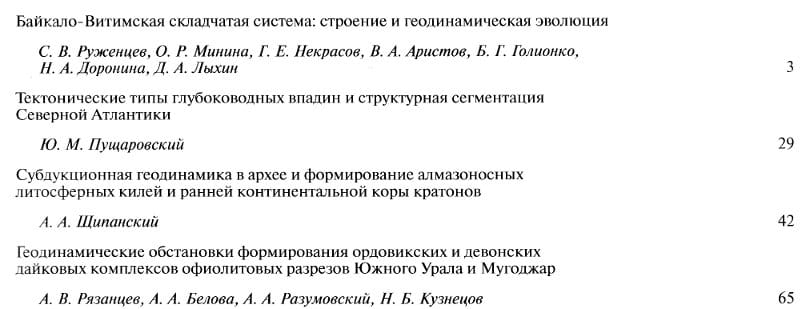 Байкало-Витимская складчатая система: строение и геодинамическая эволюция
С. В. Руженцев, О. Р. Минина, Г. Е. Некрасов, В. А. Аристов, Б. Г. Голионко,
Н. А. Доронина, Д. А. Лыхин 3
Тектонические типы глубоководных впадин и структурная сегментация
Северной Атлантики
Ю. М. Пущаровский 29
Субдукционная геодинамика в архее и формирование алмазоносных
литосферных килей и ранней континентальной коры кратонов
А. А. Щипанский 42
Геодинамические обстановки формирования ордовикских и девонских
дайковых комплексов офиолитовых разрезов Южного Урала и Мугоджар
А. В. Рязанцев, А. А. Белова, А. А. Разумовский, Н. Б. Кузнецов 65